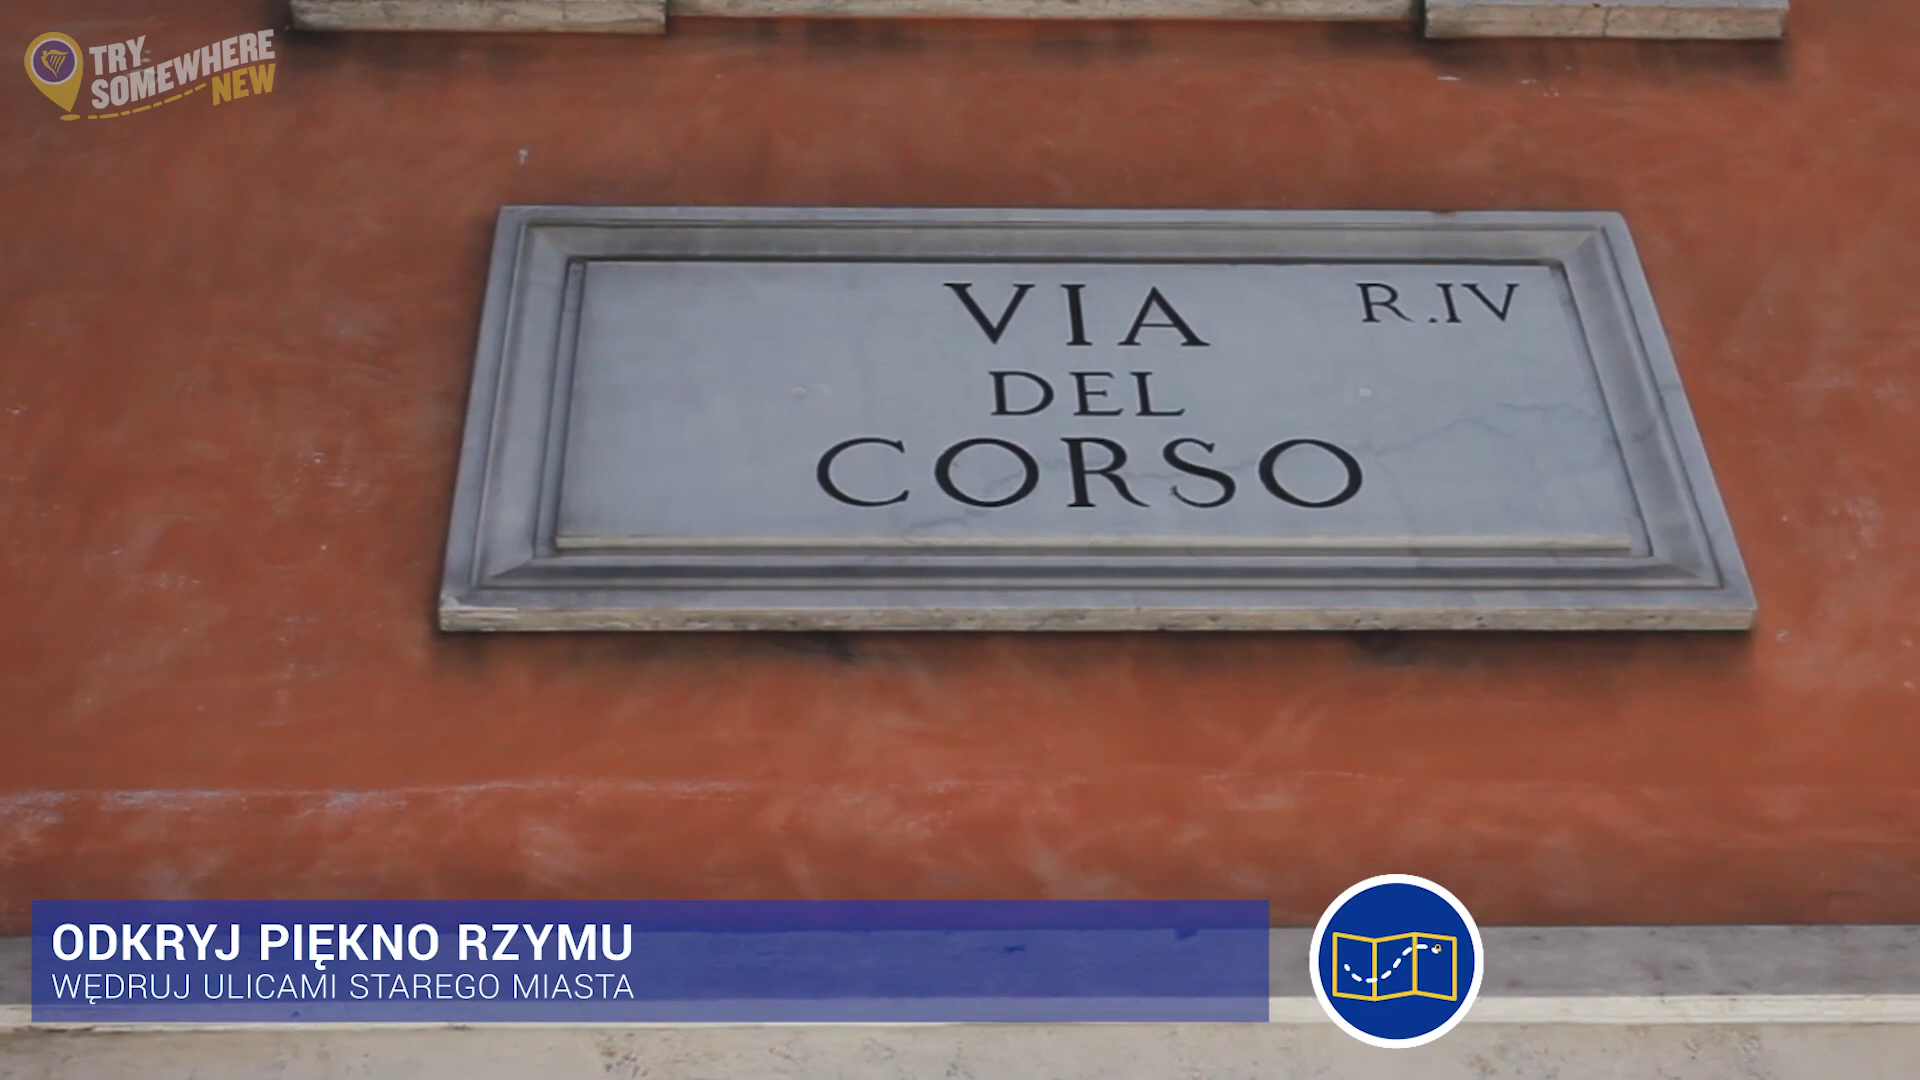 TRY
SOMEWHERE
NEW
VIA
R.IV
DEL
CORSO
ODKRYJ PIĘKNO RZYMU
WĘDRUJ ULICAMI STAREGO MIASTA